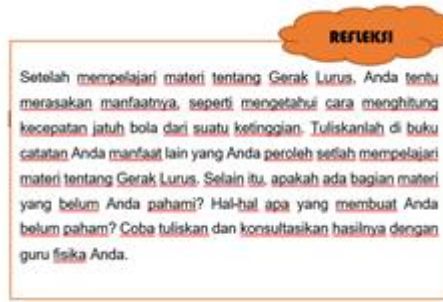 REFLEKSI
Setelah mempelajari materi tentang Gerak Lurus, Anda tentu
merasakan manfaatnya, seperti mengetahui cara menghitung
kecepatan jatuh bola dari suatu ketinggian. Tuliskanlah di buku
catatan Anda manfaat lain yang Anda peroleh setlah mempelajari
materi tentang Gerak Lurus. Selain itu, apakah ada bagian materi
yang belum Anda pahami? Hal-hal apa yang membuat Anda
belum paham? Coba tuliskan dan konsultasikan hasilnya dengan
guru fisika Anda.